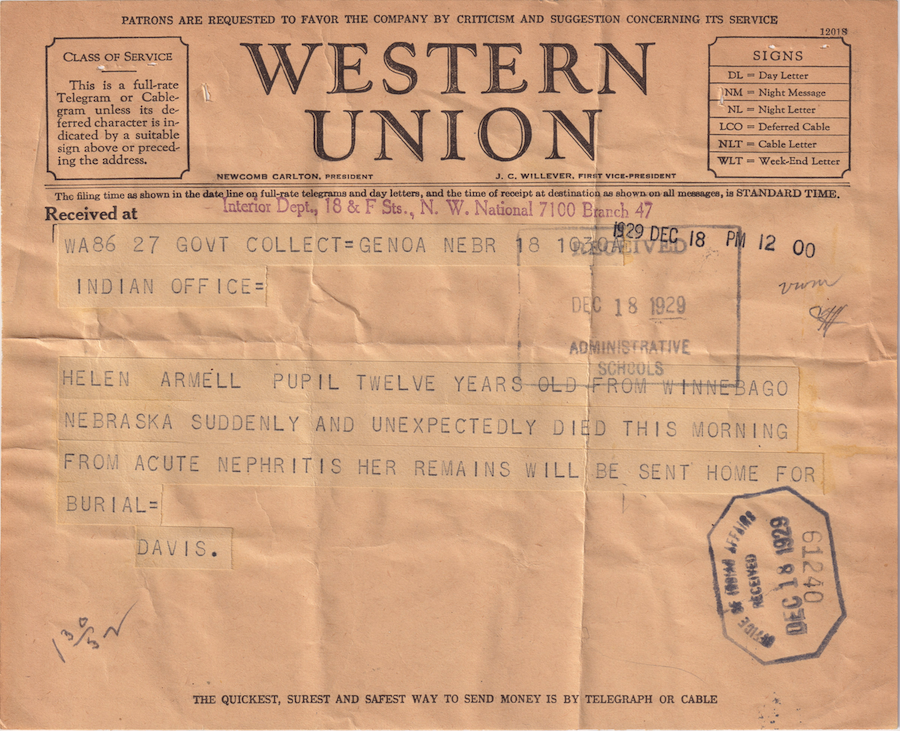 PATRONS ARE REQUESTED TO FAVOR THE COMPANY BY CRITICISM AND SUGGESTION CONCERNING ITS SERVICE
12018
CLASS OF SERVICE
This is a full-rate
Telegram or Cable-
gram unless its de-
ferred character is in-
dicated by a suitable
sign above or preced-
ing the address.
WESTERN
UNION
NEWCOMB CARLTON, PRESIDENT
J. C. WILLEVER, FIRST VICE-PRESIDENT
SIGNS
DL = Day Letter
NM = Night Message
NL = Night Letter
LCO = Deferred Cable
NLT = Cable Letter
WLT = Week-End Letter
The filing time as shown in the date line on full-rate telegrams and day letters, and the time of receipt at destination as shown on all messages, is STANDARD TIME.
Received at
Interior Dept., 18 & F Sts., N. W. National 7100 Branch 47
WA86 27 GOVT COLLECT=GENOA NEBR 18 1030A
1929 DEC 18 PM 12 00
INDIAN OFFICE=
RECEIVED
DEC 18 1929
ADMINISTRATIVE
SCHOOLS
HELEN ARMELL PUPIL TWELVE YEARS OLD FROM WINNEBAGO
NEBRASKA SUDDENLY AND UNEXPECTEDLY DIED THIS MORNING
FROM ACUTE NEPHRITIS HER REMAINS WILL BE SENT HOME FOR
BURIAL=
DAVIS.
OFFICE OF INDIAN AFFAIRS
RECEIVED
DEC 18 1929
61240
THE QUICKEST, SUREST AND SAFEST WAY TO SEND MONEY IS BY TELEGRAPH OR CABLE